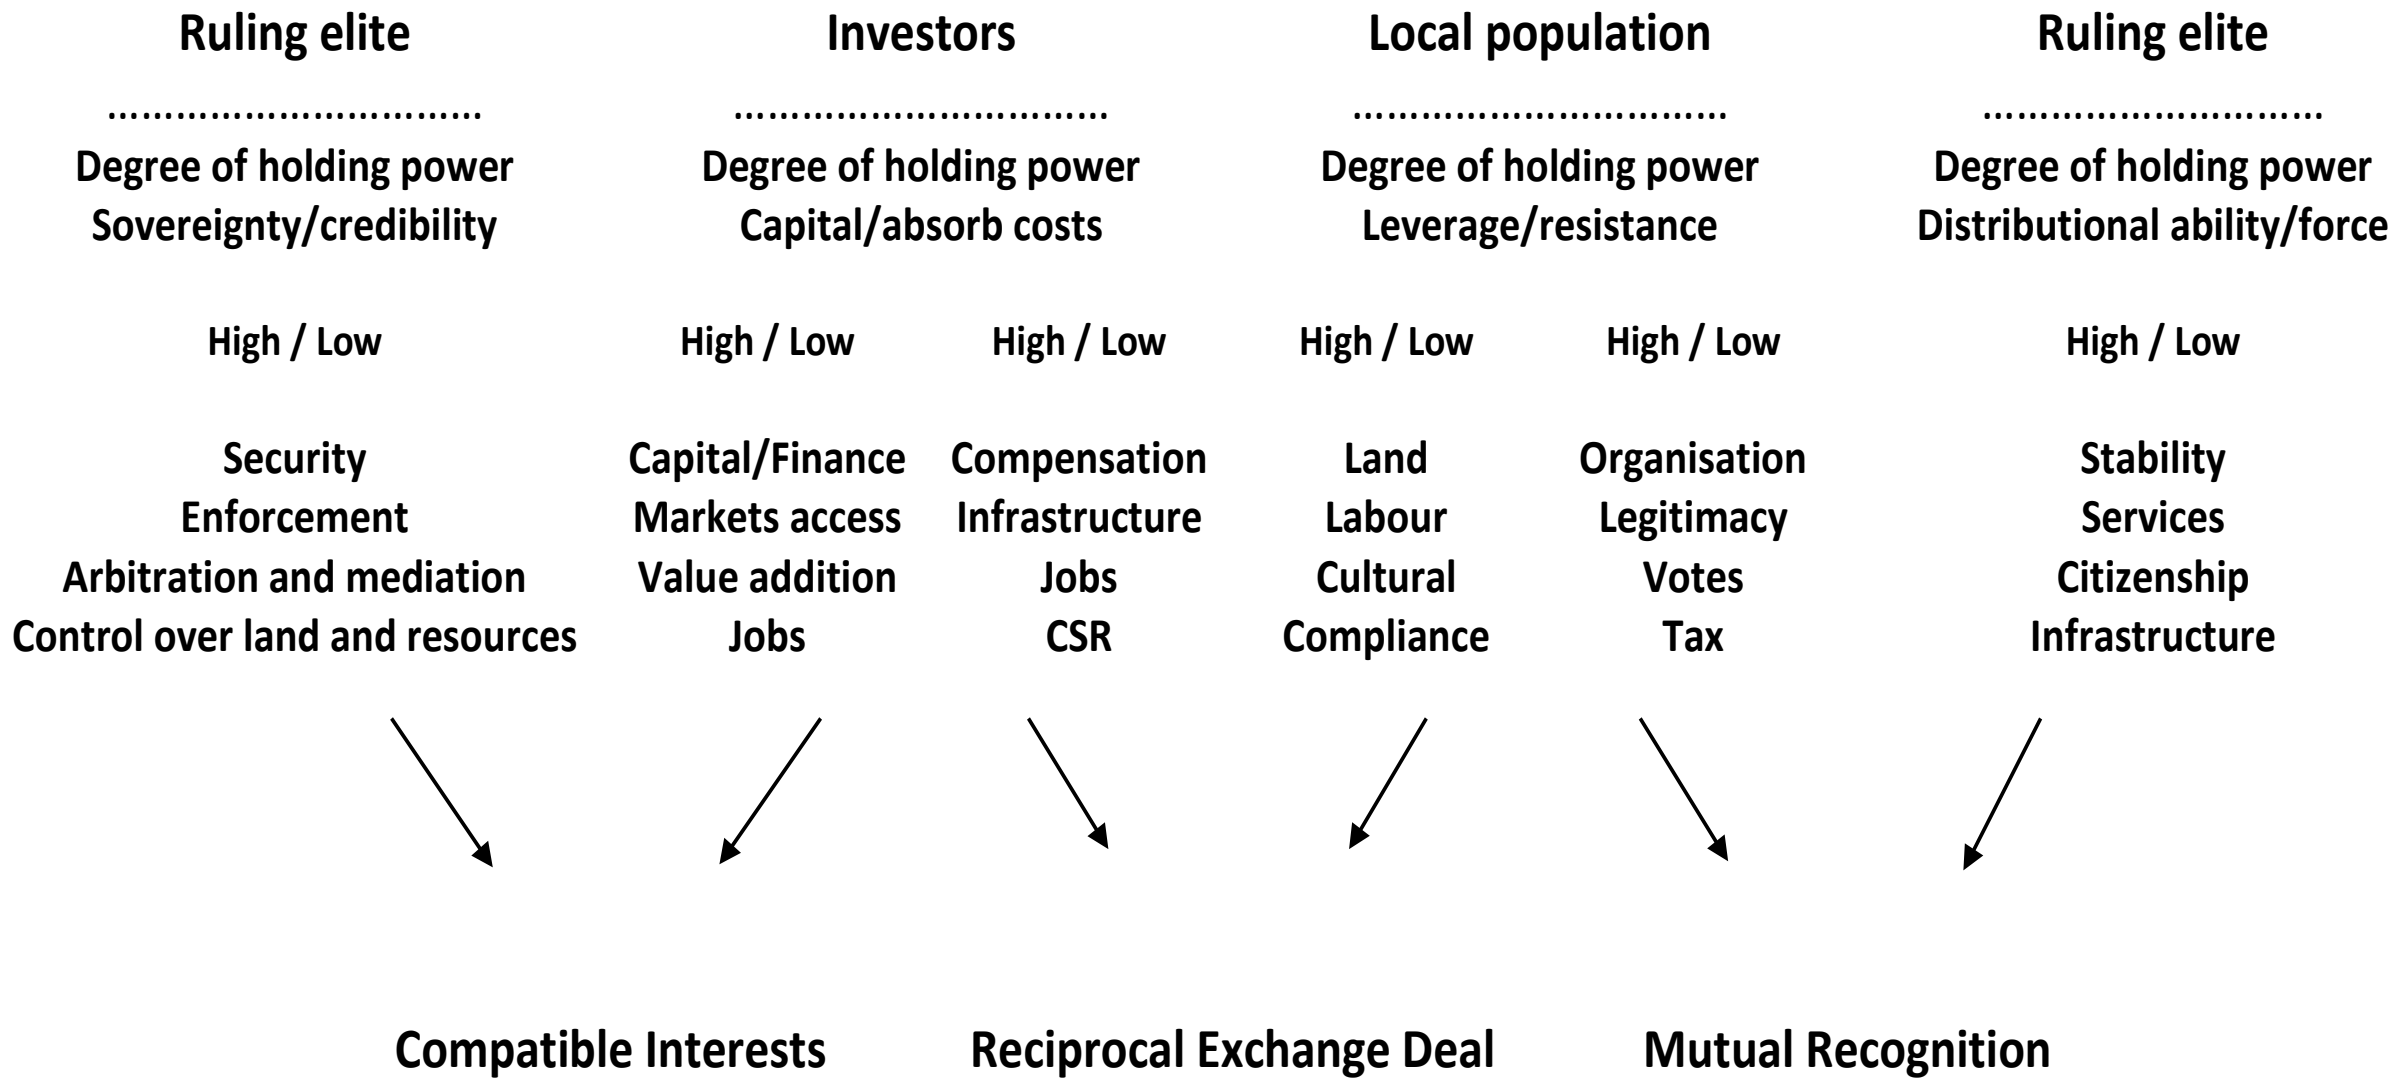 Ruling elite Investors Local population Ruling elite
................................. ................................. ................................. ..............................
Degree of holding power Degree of holding power Degree of holding power Degree of holding power
Sovereignty/credibility Capital/absorb costs Leverage/resistance Distributional ability/force
High / Low High / Low High / Low High / Low High / Low High / Low
Security Capital/Finance Compensation Land Organisation Stability
Enforcement Markets access Infrastructure Labour Legitimacy Services
Arbitration and mediation Value addition Jobs Cultural Votes Citizenship
Control over land and resources Jobs CSR Compliance Tax Infrastructure
Compatible Interests Reciprocal Exchange Deal Mutual Recognition